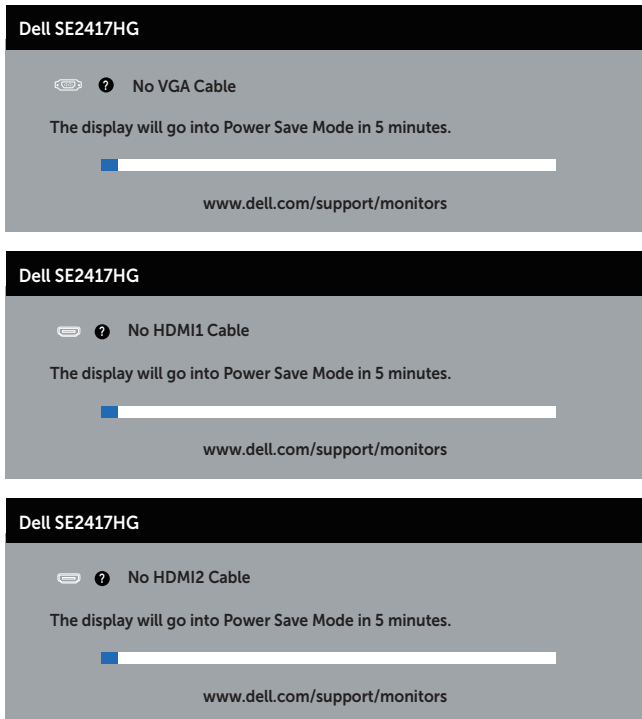 Dell SE2417HG
? No VGA Cable
The display will go into Power Save Mode in 5 minutes.
www.dell.com/support/monitors
Dell SE2417HG
? No HDMI1 Cable
The display will go into Power Save Mode in 5 minutes.
www.dell.com/support/monitors
Dell SE2417HG
? No HDMI2 Cable
The display will go into Power Save Mode in 5 minutes.
www.dell.com/support/monitors